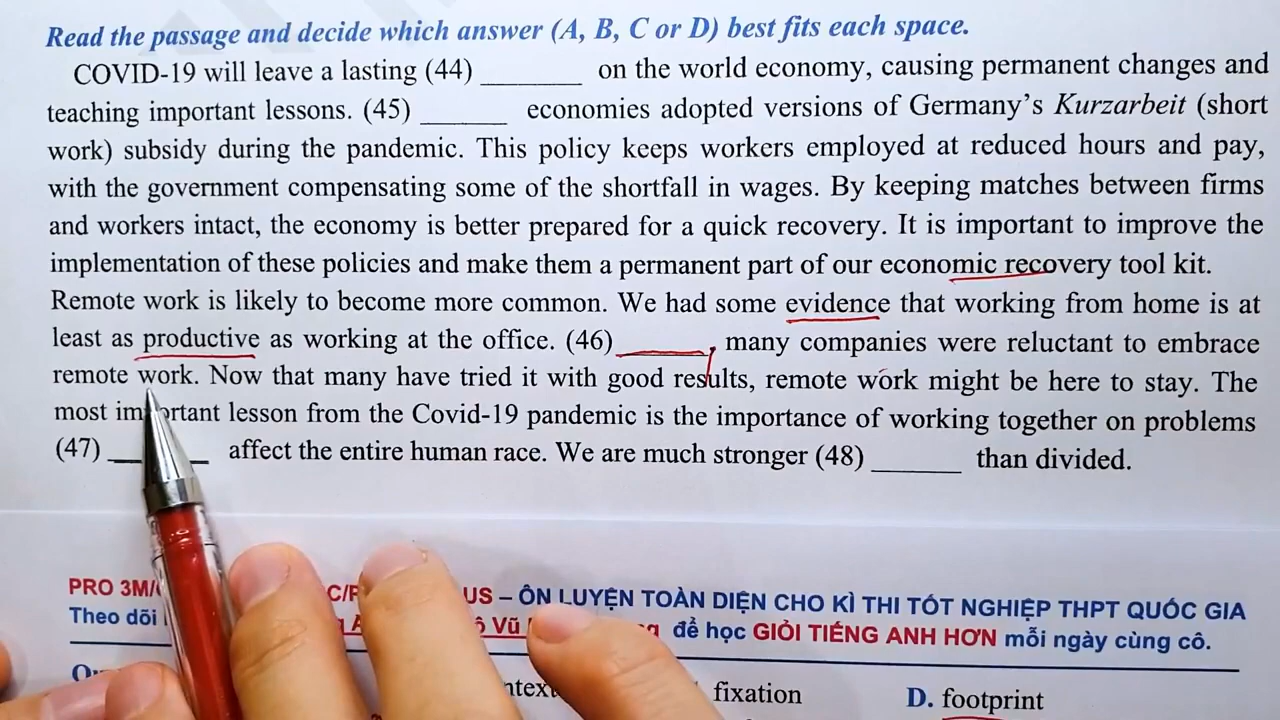 Read the passage and decide which answer (A, B, C or D) best fits each space.
COVID-19 will leave a lasting (44) ________ on the world economy, causing permanent changes and
teaching important lessons. (45) _______ economies adopted versions of Germany's Kurzarbeit (short
work) subsidy during the pandemic. This policy keeps workers employed at reduced hours and pay,
with the government compensating some of the shortfall in wages. By keeping matches between firms
and workers intact, the economy is better prepared for a quick recovery. It is important to improve the
implementation of these policies and make them a permanent part of our economic recovery tool kit.
Remote work is likely to become more common. We had some evidence that working from home is at
least as productive as working at the office. (46) _______, many companies were reluctant to embrace
remote work. Now that many have tried it with good results, remote work might be here to stay. The
most important lesson from the Covid-19 pandemic is the importance of working together on problems
(47) ________ affect the entire human race. We are much stronger (48) _______ than divided.
PRO 3M/ US – ÔN LUYỆN TOÀN DIỆN CHO KÌ THI TỐT NGHIỆP THPT QUỐC GIA
Theo dõi Vũ để học GIỎI TIẾNG ANH HƠN mỗi ngày cùng cô.
fixation D. footprint